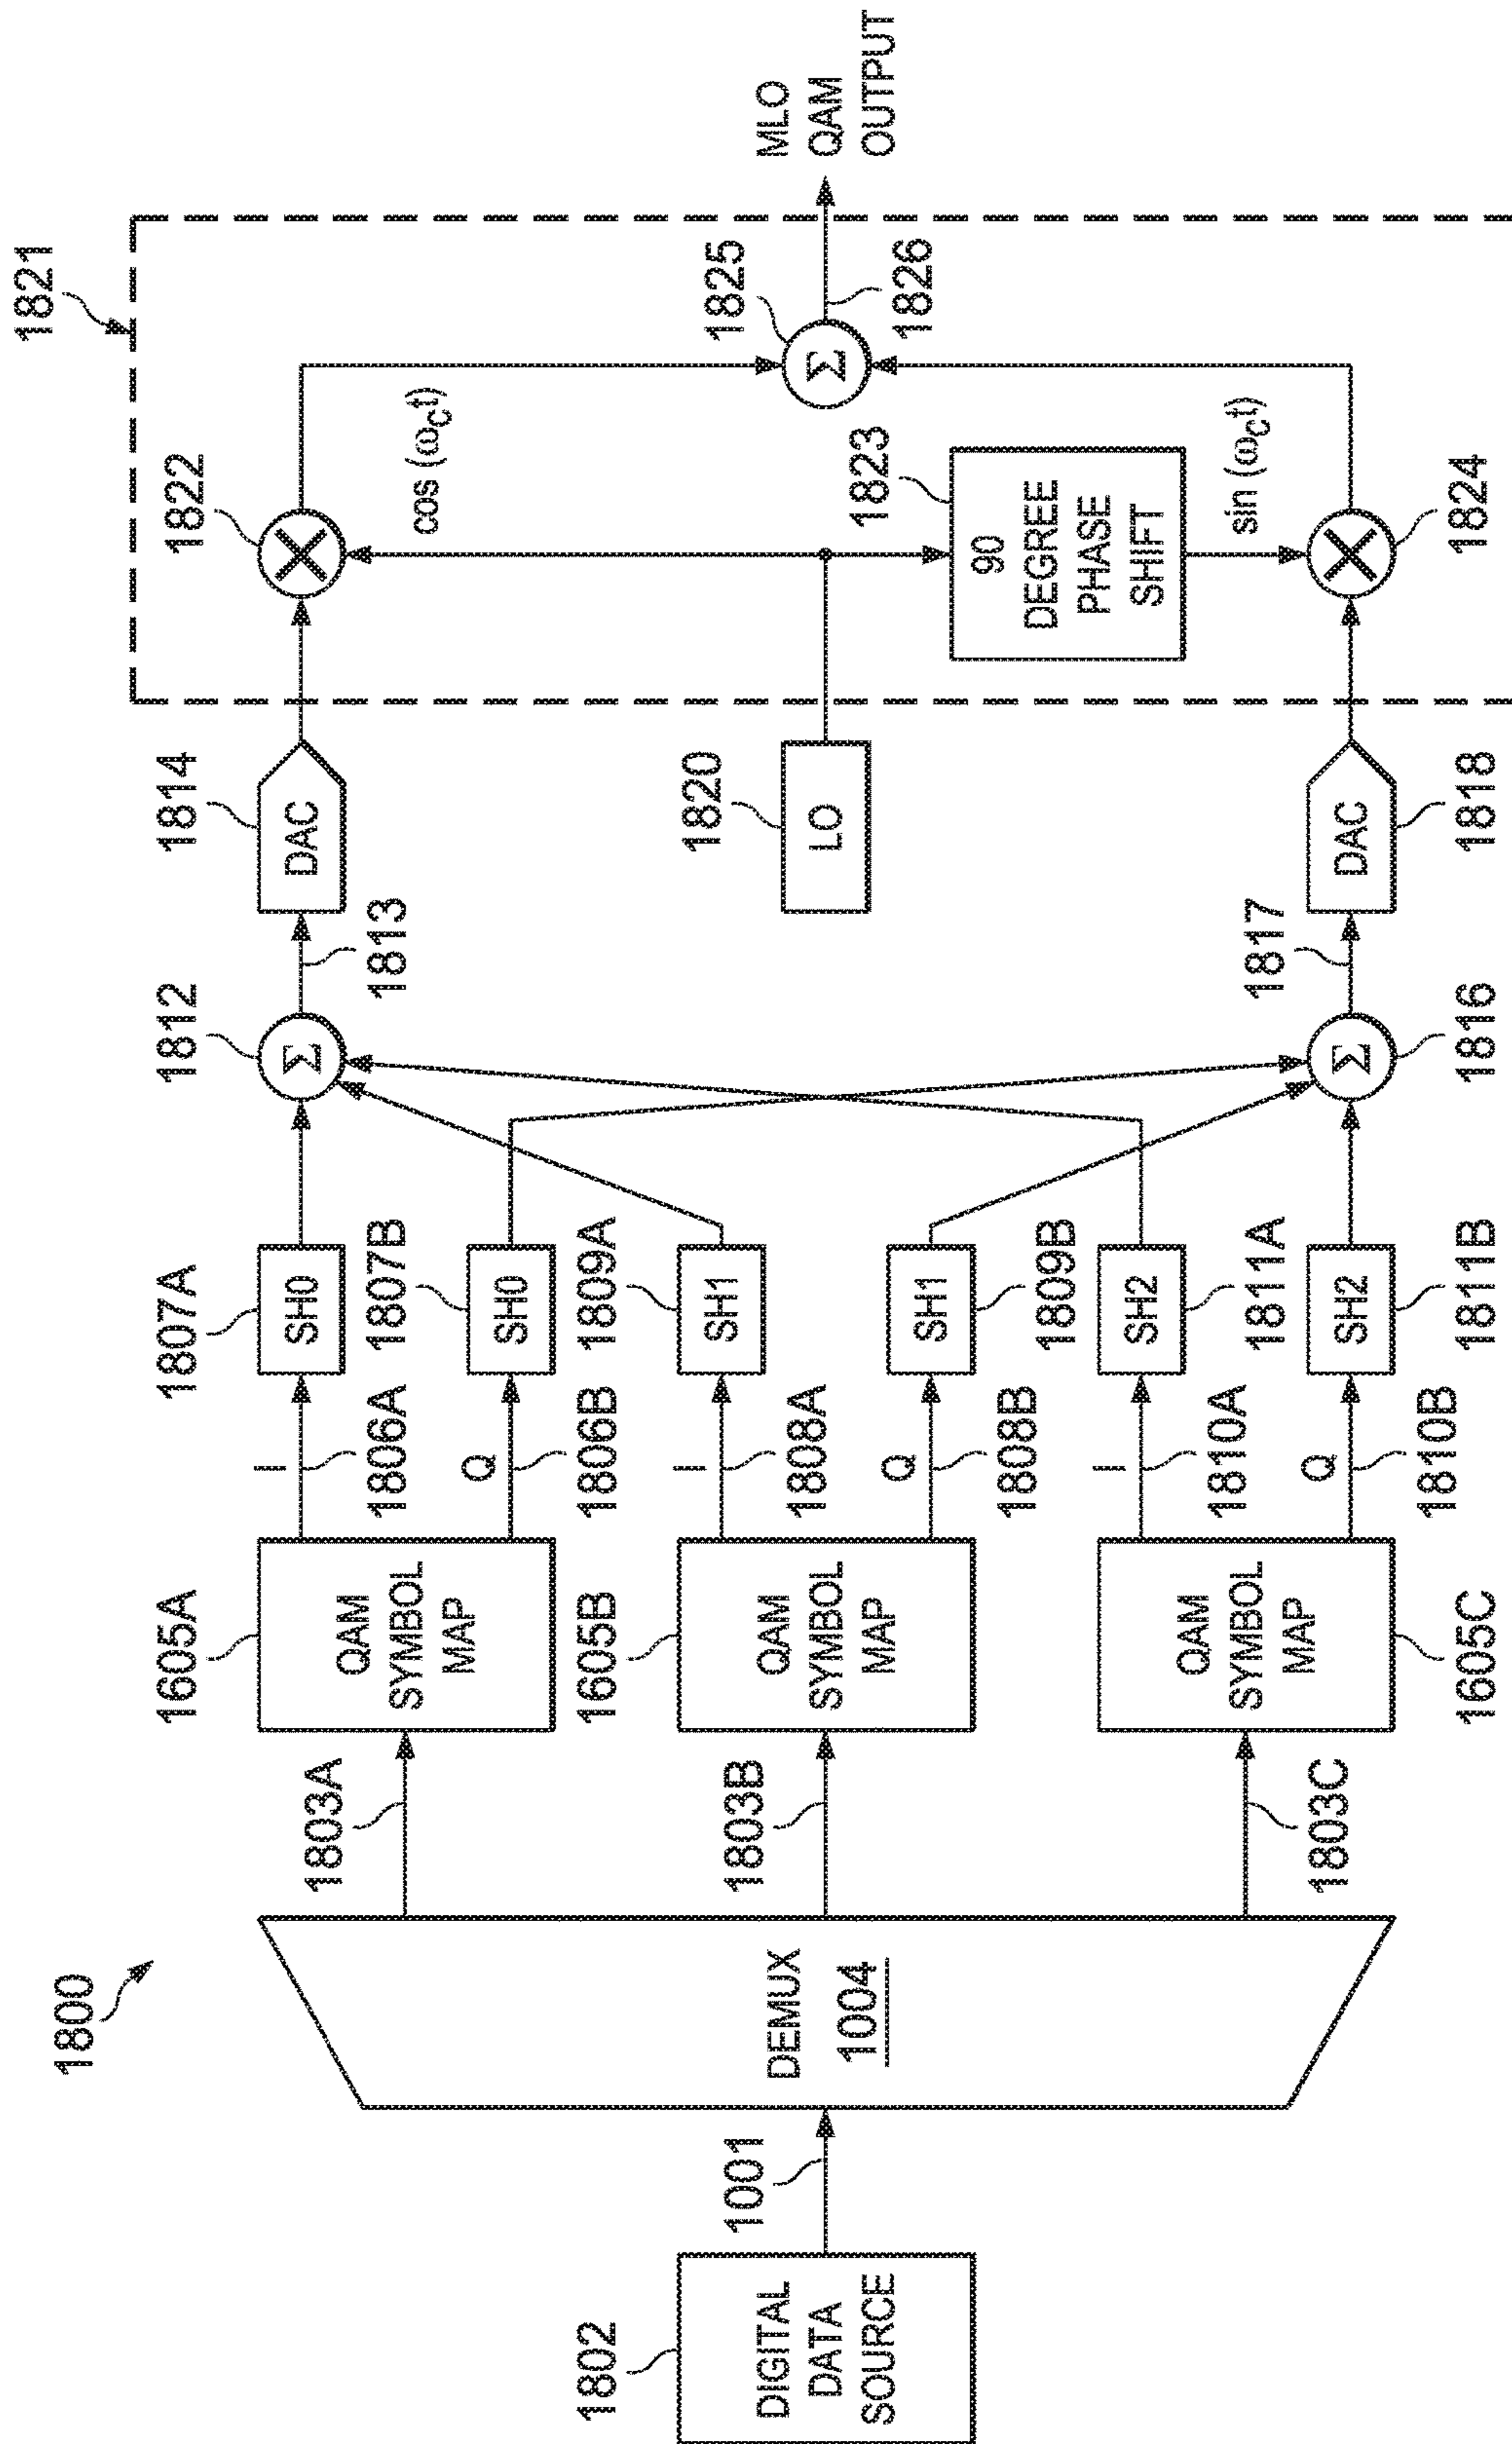 1800
1802
DIGITAL
DATA
SOURCE
1001
DEMUX
1004
1803A
1803B
1803C
1605A
QAM
SYMBOL
MAP
1605B
QAM
SYMBOL
MAP
QAM
SYMBOL
MAP
1605C
I
1806A
Q
1806B
I
1808A
Q
1808B
I
1810A
Q
1810B
1807A
SH0
1807B
SH0
1809A
SH1
SH1
1809B
SH2
1811A
SH2
1811B
1812
Σ
1813
Σ
1816
1817
1814
DAC
1820
LO
DAC
1818
1821
1822
cos (ωct)
1823
90
DEGREE
PHASE
SHIFT
sin (ωct)
1824
1825
Σ
1826
MLO
QAM
OUTPUT